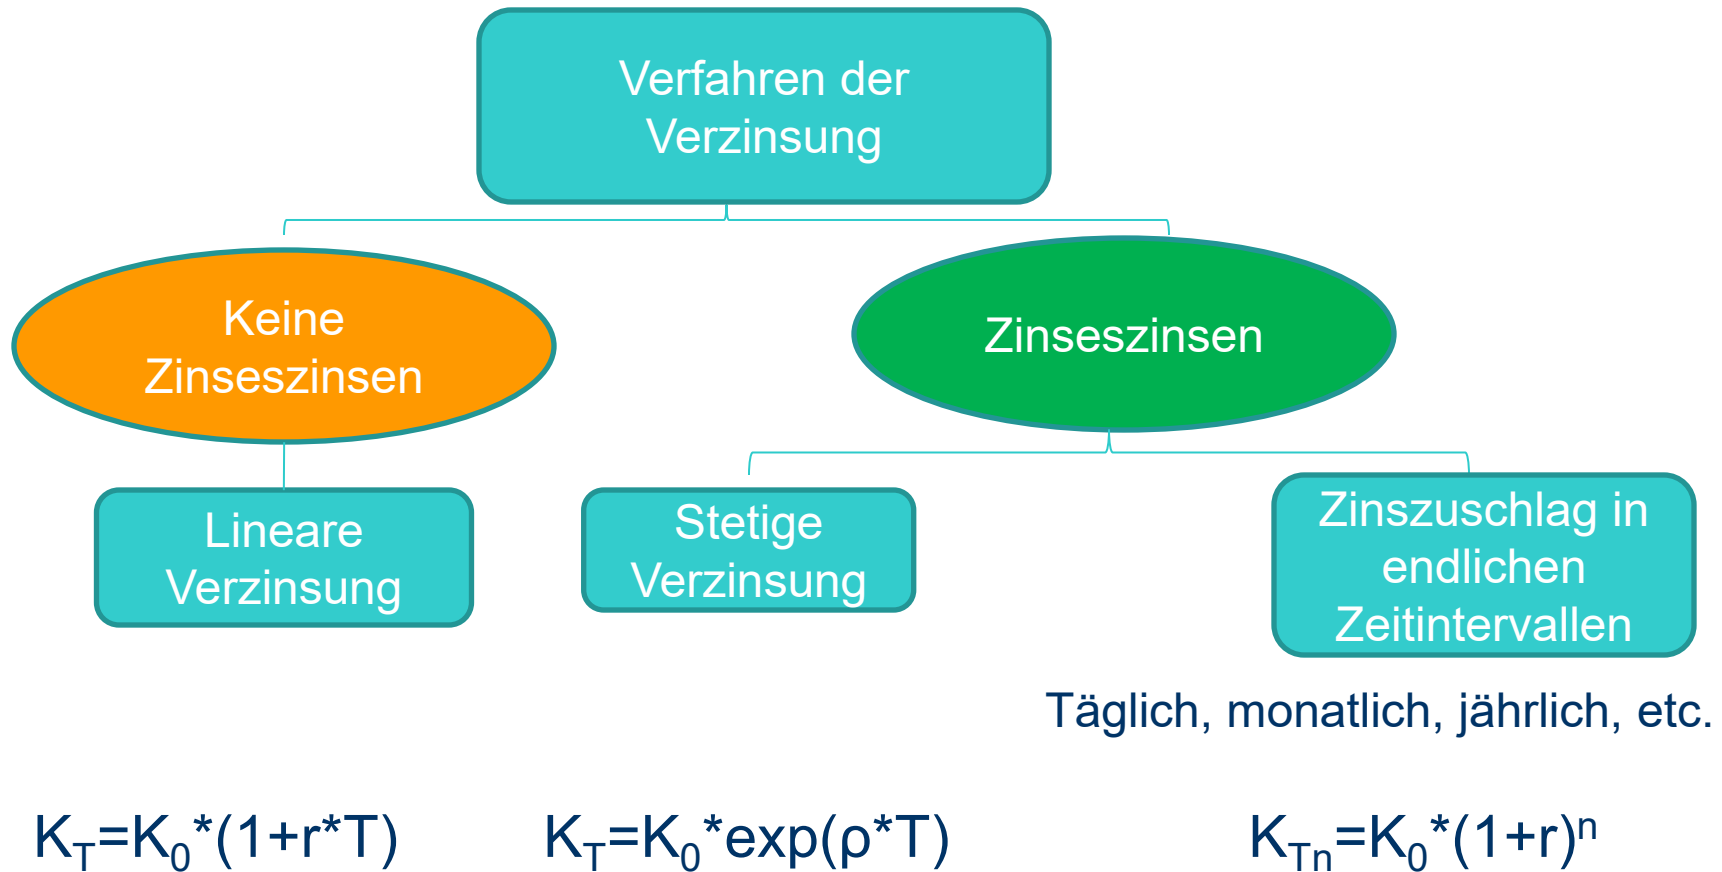 Verfahren der
Verzinsung
Keine
Zinseszinsen
Zinseszinsen
Lineare
Verzinsung
Stetige
Verzinsung
Zinszuschlag in
endlichen
Zeitintervallen
Täglich, monatlich, jährlich, etc.
K_T=K_0*(1+r*T)
K_T=K_0*exp(ρ*T)
K_Tn=K_0*(1+r)^n